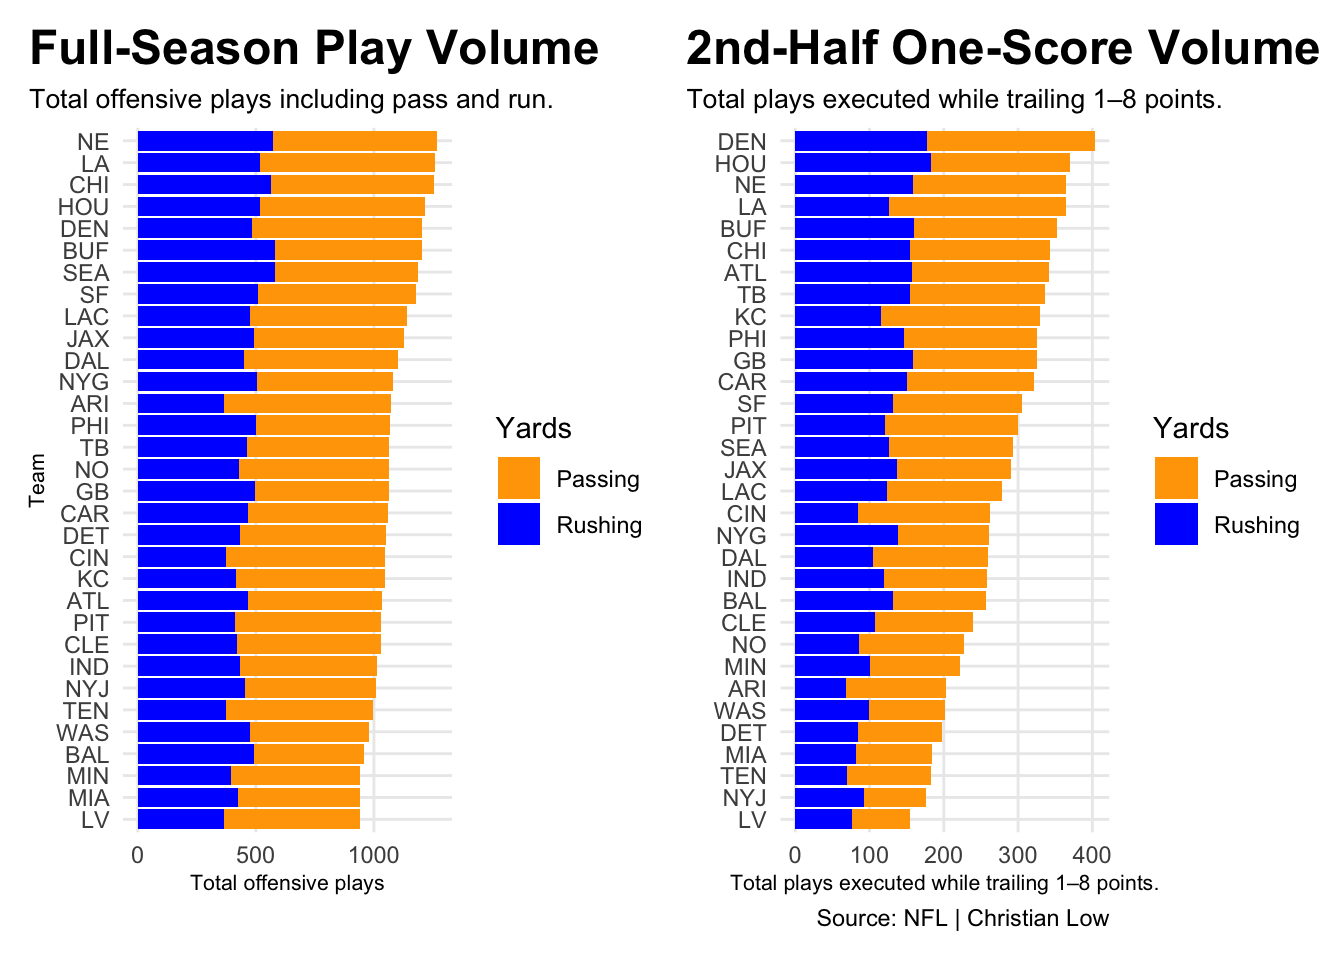 Full-Season Play Volume
Total offensive plays including pass and run.
NE
LA
CHI
HOU
DEN
BUF
SEA
SF
LAC
JAX
DAL
NYG
ARI
PHI
TB
NO
GB
CAR
DET
CIN
KC
ATL
PIT
CLE
IND
NYJ
TEN
WAS
BAL
MIN
MIA
LV
Team
0 500 1000
Total offensive plays
Yards
Passing
Rushing
2nd-Half One-Score Volume
Total plays executed while trailing 1–8 points.
DEN
HOU
NE
LA
BUF
CHI
ATL
TB
KC
PHI
GB
CAR
SF
PIT
SEA
JAX
LAC
CIN
NYG
DAL
IND
BAL
CLE
NO
MIN
ARI
WAS
DET
MIA
TEN
NYJ
LV
0 100 200 300 400
Total plays executed while trailing 1–8 points.
Yards
Passing
Rushing
Source: NFL | Christian Low